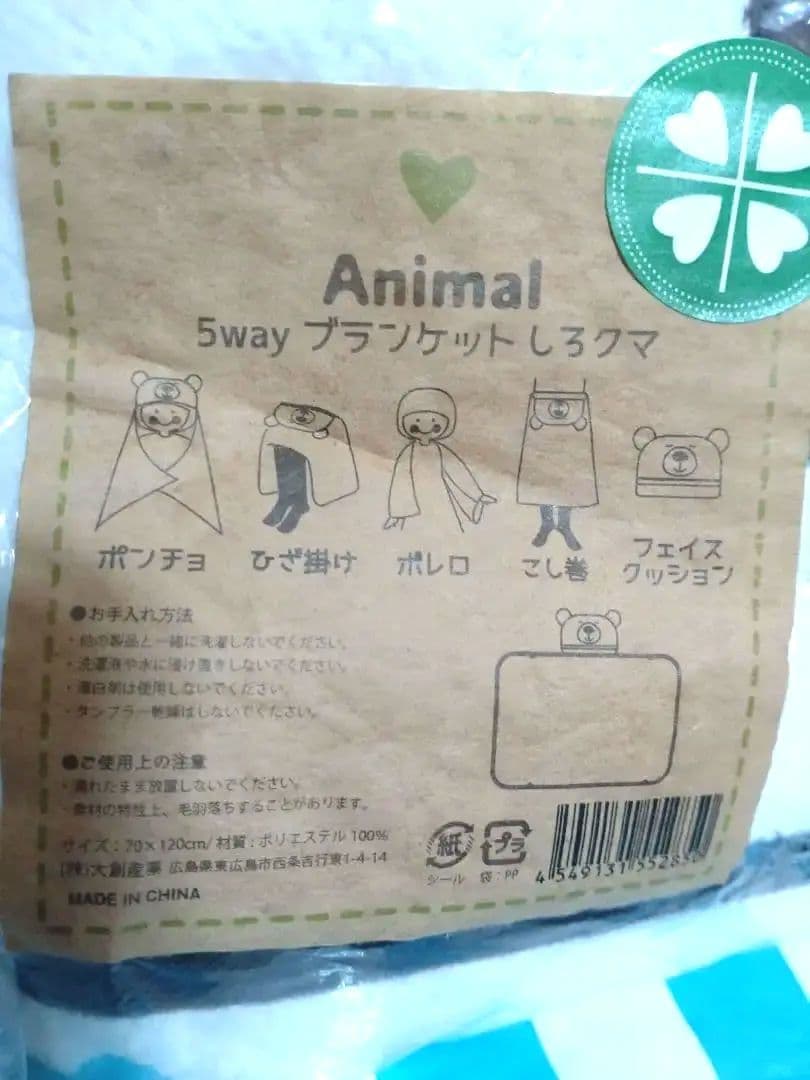 Animal
5way ブランケット しろクマ
ポンチョ
ひざ掛け
ボレロ
こし巻
フェイス
クッション
●お手入れ方法
・他の製品と一緒に洗濯しないでください。
・洗濯液や水に浸け置きしないでください。
・漂白剤は使用しないでください。
・タンブラー乾燥はしないでください。
●ご使用上の注意
・濡れたまま放置しないでください。
・素材の特性上、毛羽落ちすることがあります。
サイズ：70×120cm/ 材質：ポリエステル 100%
(株)大創産業 広島県東広島市西条吉行東1-4-14
MADE IN CHINA
紙
シール
プラ
袋：PP
4 549131 552850